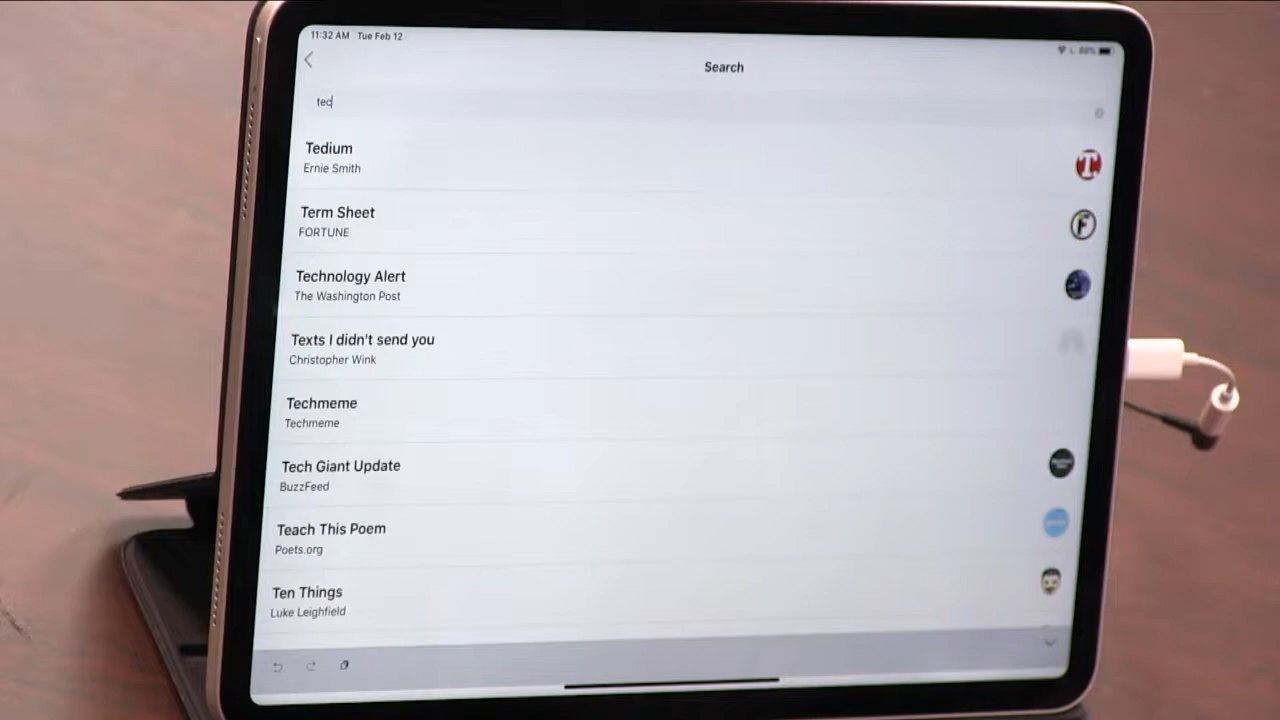 11:32 AM Tue Feb 12
88%
Search
tec
Tedium
Ernie Smith
T
Term Sheet
FORTUNE
F
Technology Alert
The Washington Post
Texts I didn't send you
Christopher Wink
Techmeme
Techmeme
Tech Giant Update
BuzzFeed
Teach This Poem
Poets.org
Ten Things
Luke Leighfield